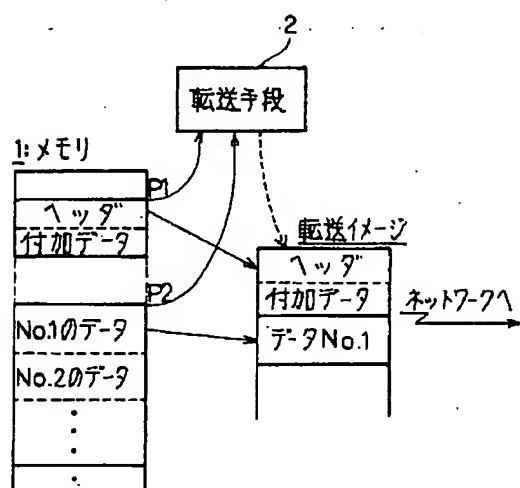 2
転送手段
1:メモリ
P1
ヘッダ
付加データ
P2
No.1のデータ
No.2のデータ
転送イメージ
ヘッダ
付加データ
データNo.1
ネットワークへ